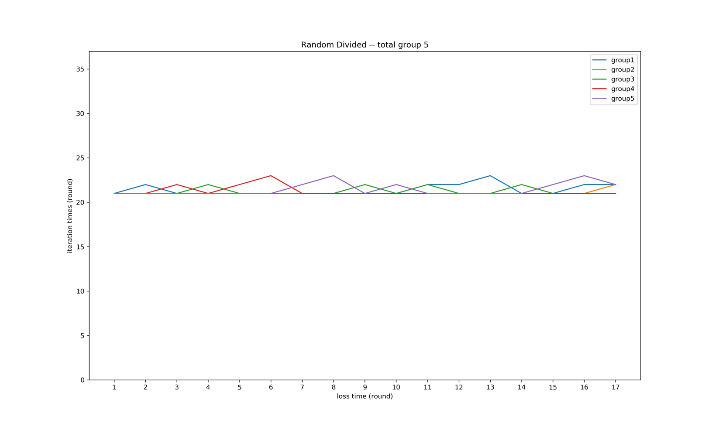 Random Divided -- total group 5
group1
group2
group3
group4
group5
35
30
25
20
15
10
5
0
iteration times (round)
1 2 3 4 5 6 7 8 9 10 11 12 13 14 15 16 17
loss time (round)